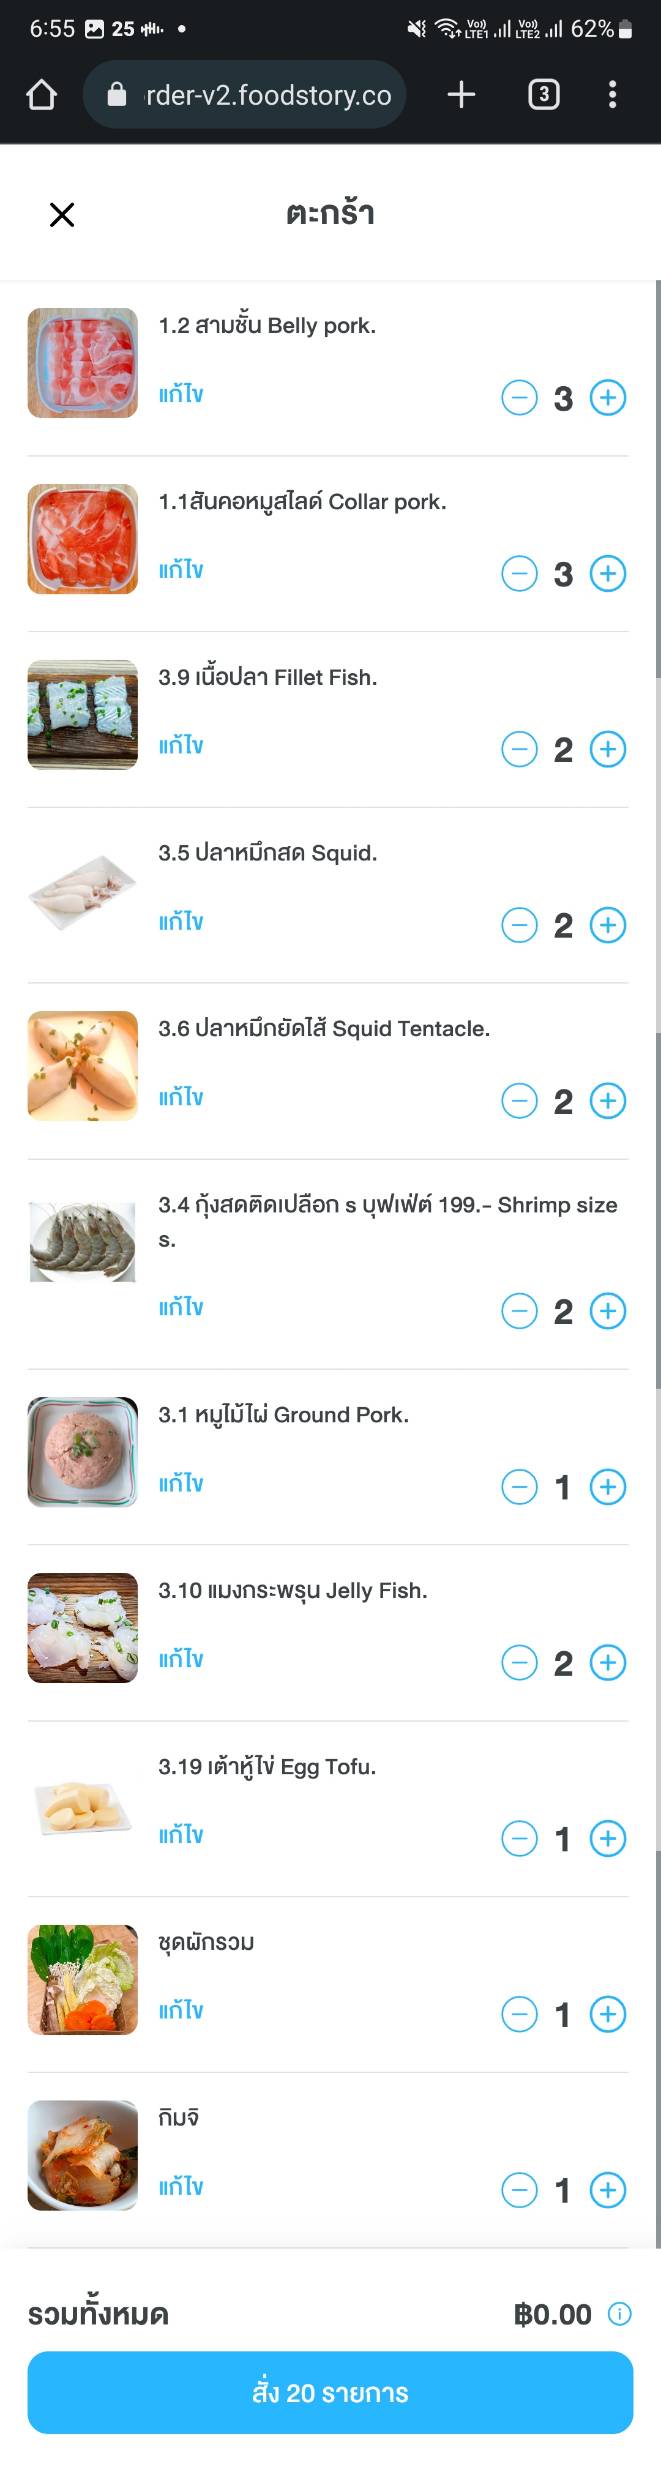 6:55 25 Vo)) LTE1 Vo)) LTE2 62%
rder-v2.foodstory.co 3
ตะกร้า
1.2 สามชั้น Belly pork.
แก้ไข 3
1.1สันคอหมูสไลด์ Collar pork.
แก้ไข 3
3.9 เนื้อปลา Fillet Fish.
แก้ไข 2
3.5 ปลาหมึกสด Squid.
แก้ไข 2
3.6 ปลาหมึกยัดไส้ Squid Tentacle.
แก้ไข 2
3.4 กุ้งสดติดเปลือก s บุฟเฟ่ต์ 199.- Shrimp size
s.
แก้ไข 2
3.1 หมูไม้ไผ่ Ground Pork.
แก้ไข 1
3.10 แมงกระพรุน Jelly Fish.
แก้ไข 2
3.19 เต้าหู้ไข่ Egg Tofu.
แก้ไข 1
ชุดผักรวม
แก้ไข 1
กิมจิ
แก้ไข 1
รวมทั้งหมด ฿0.00
สั่ง 20 รายการ